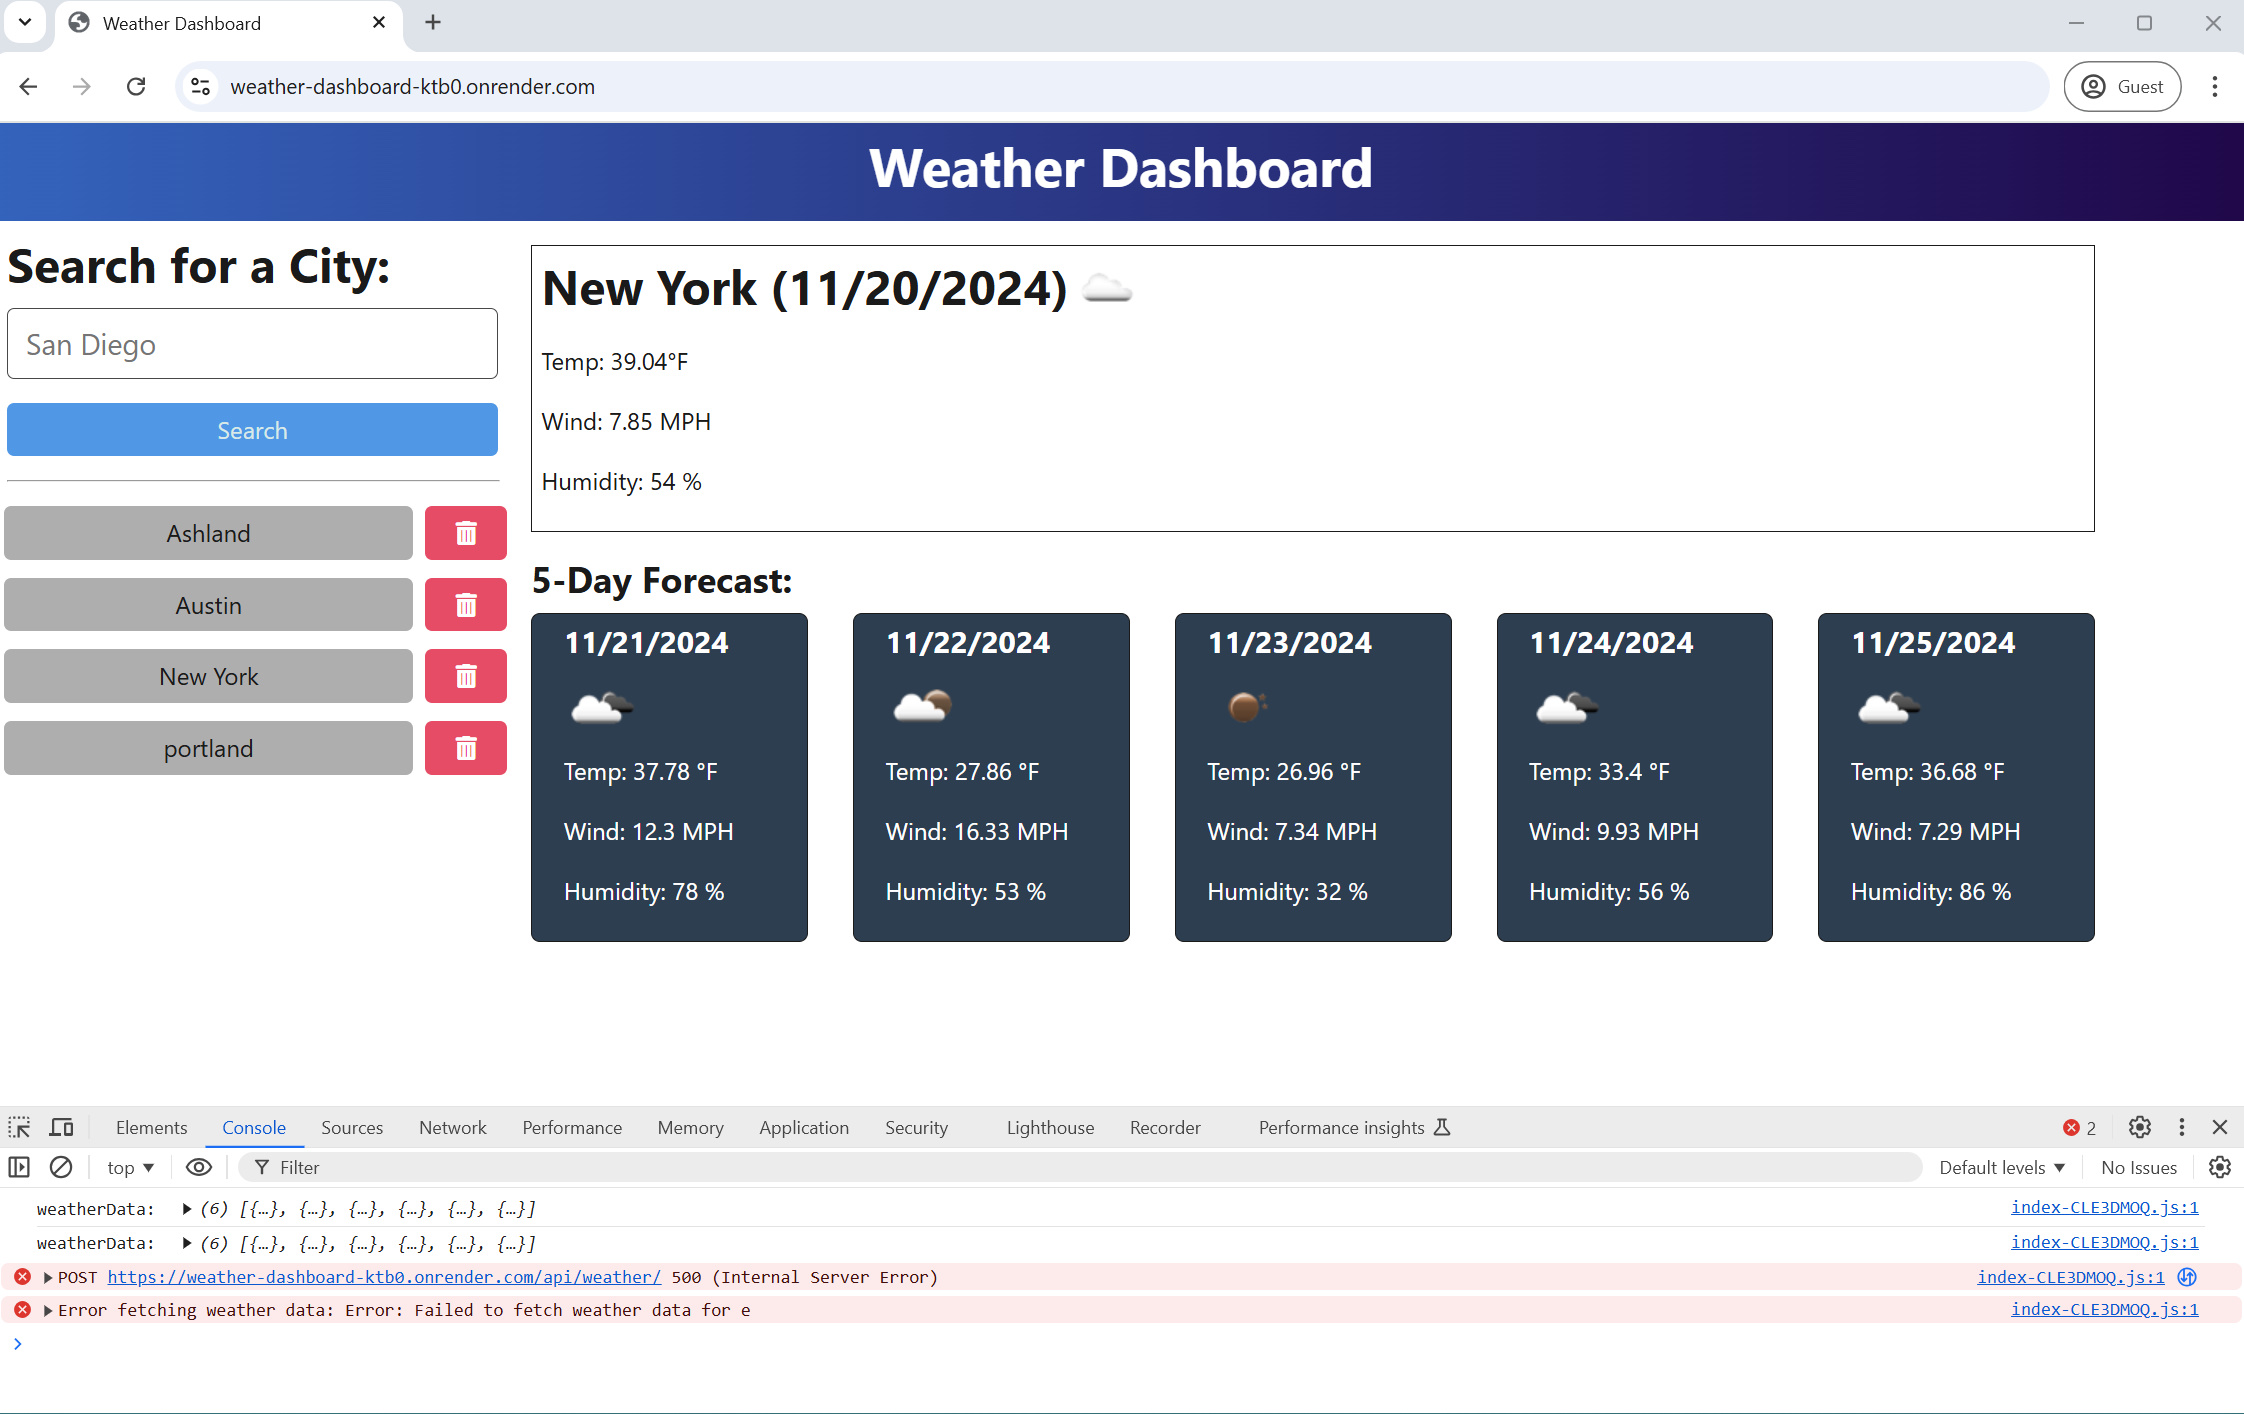 Weather Dashboard
weather-dashboard-ktb0.onrender.com
Guest
Weather Dashboard
Search for a City:
San Diego
Search
Ashland
Austin
New York
portland
New York (11/20/2024)
Temp: 39.04°F
Wind: 7.85 MPH
Humidity: 54 %
5-Day Forecast:
11/21/2024
Temp: 37.78 °F
Wind: 12.3 MPH
Humidity: 78 %
11/22/2024
Temp: 27.86 °F
Wind: 16.33 MPH
Humidity: 53 %
11/23/2024
Temp: 26.96 °F
Wind: 7.34 MPH
Humidity: 32 %
11/24/2024
Temp: 33.4 °F
Wind: 9.93 MPH
Humidity: 56 %
11/25/2024
Temp: 36.68 °F
Wind: 7.29 MPH
Humidity: 86 %
Elements Console Sources Network Performance Memory Application Security Lighthouse Recorder Performance insights 2
top Filter Default levels No Issues
weatherData: (6) [{…}, {…}, {…}, {…}, {…}, {…}] index-CLE3DMOQ.js:1
weatherData: (6) [{…}, {…}, {…}, {…}, {…}, {…}] index-CLE3DMOQ.js:1
POST https://weather-dashboard-ktb0.onrender.com/api/weather/ 500 (Internal Server Error) index-CLE3DMOQ.js:1
Error fetching weather data: Error: Failed to fetch weather data for e index-CLE3DMOQ.js:1